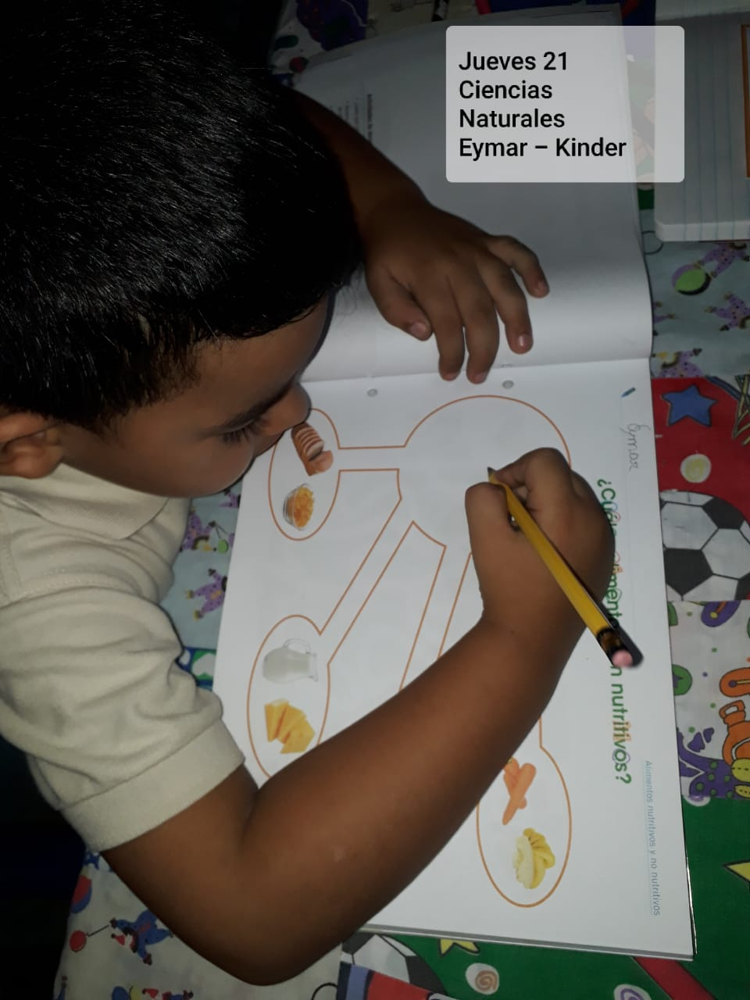 Jueves 21
Ciencias
Naturales
Eymar – Kinder
Alimentos nutritivos y no nutritivos
nutritivos?
Eymar